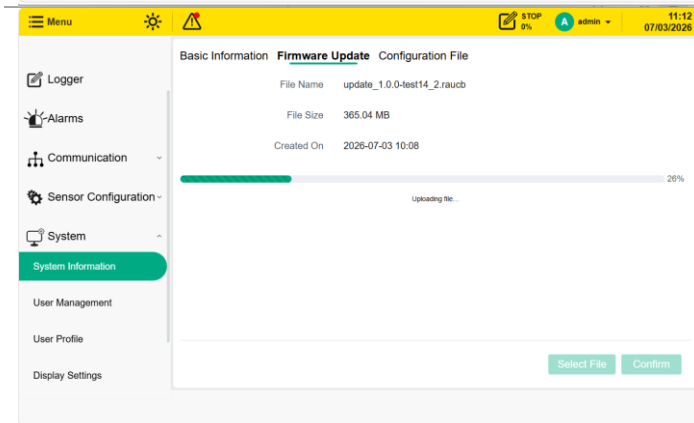 Menu
STOP
0%
A admin
11:12
07/03/2026
Basic Information Firmware Update Configuration File
Logger
Alarms
Communication
Sensor Configuration
System
System Information
User Management
User Profile
Display Settings
File Name update_1.0.0-test14_2.raucb
File Size 365.04 MB
Created On 2026-07-03 10:08
26%
Uploading file...
Select File Confirm